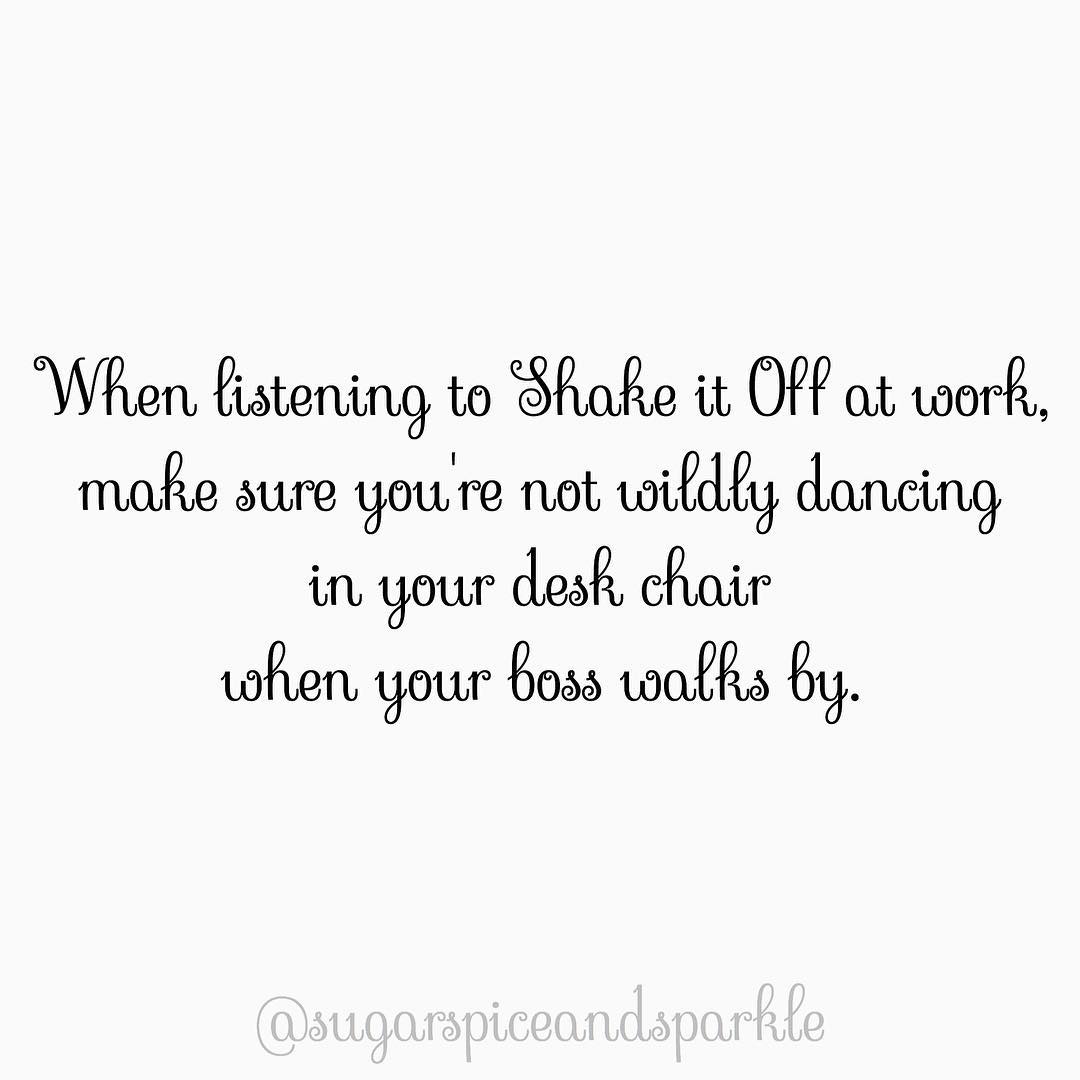 When listening to Shake it Off at work,
make sure you're not wildly dancing
in your desk chair
when your boss walks by.
@sugarspiceandsparkle